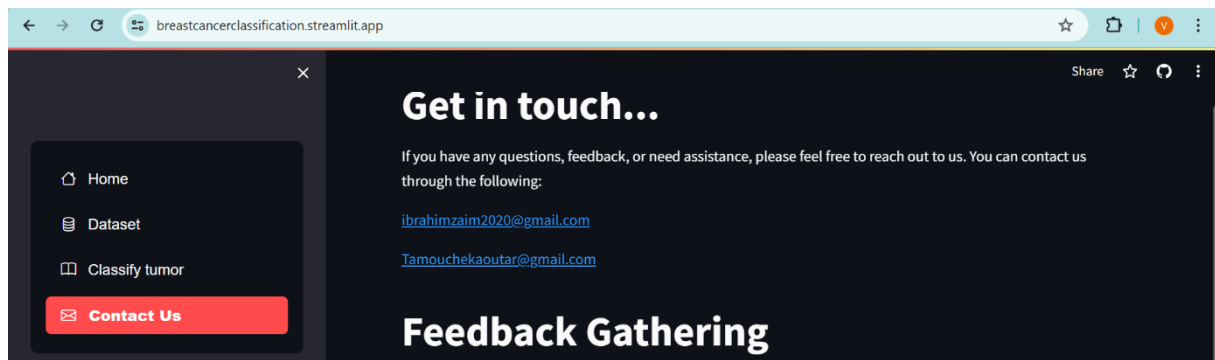 breastcancerclassification.streamlit.app
V
Share
Get in touch...
If you have any questions, feedback, or need assistance, please feel free to reach out to us. You can contact us
through the following:
ibrahimzaim2020@gmail.com
Tamouchekaoutar@gmail.com
Home
Dataset
Classify tumor
Contact Us
Feedback Gathering